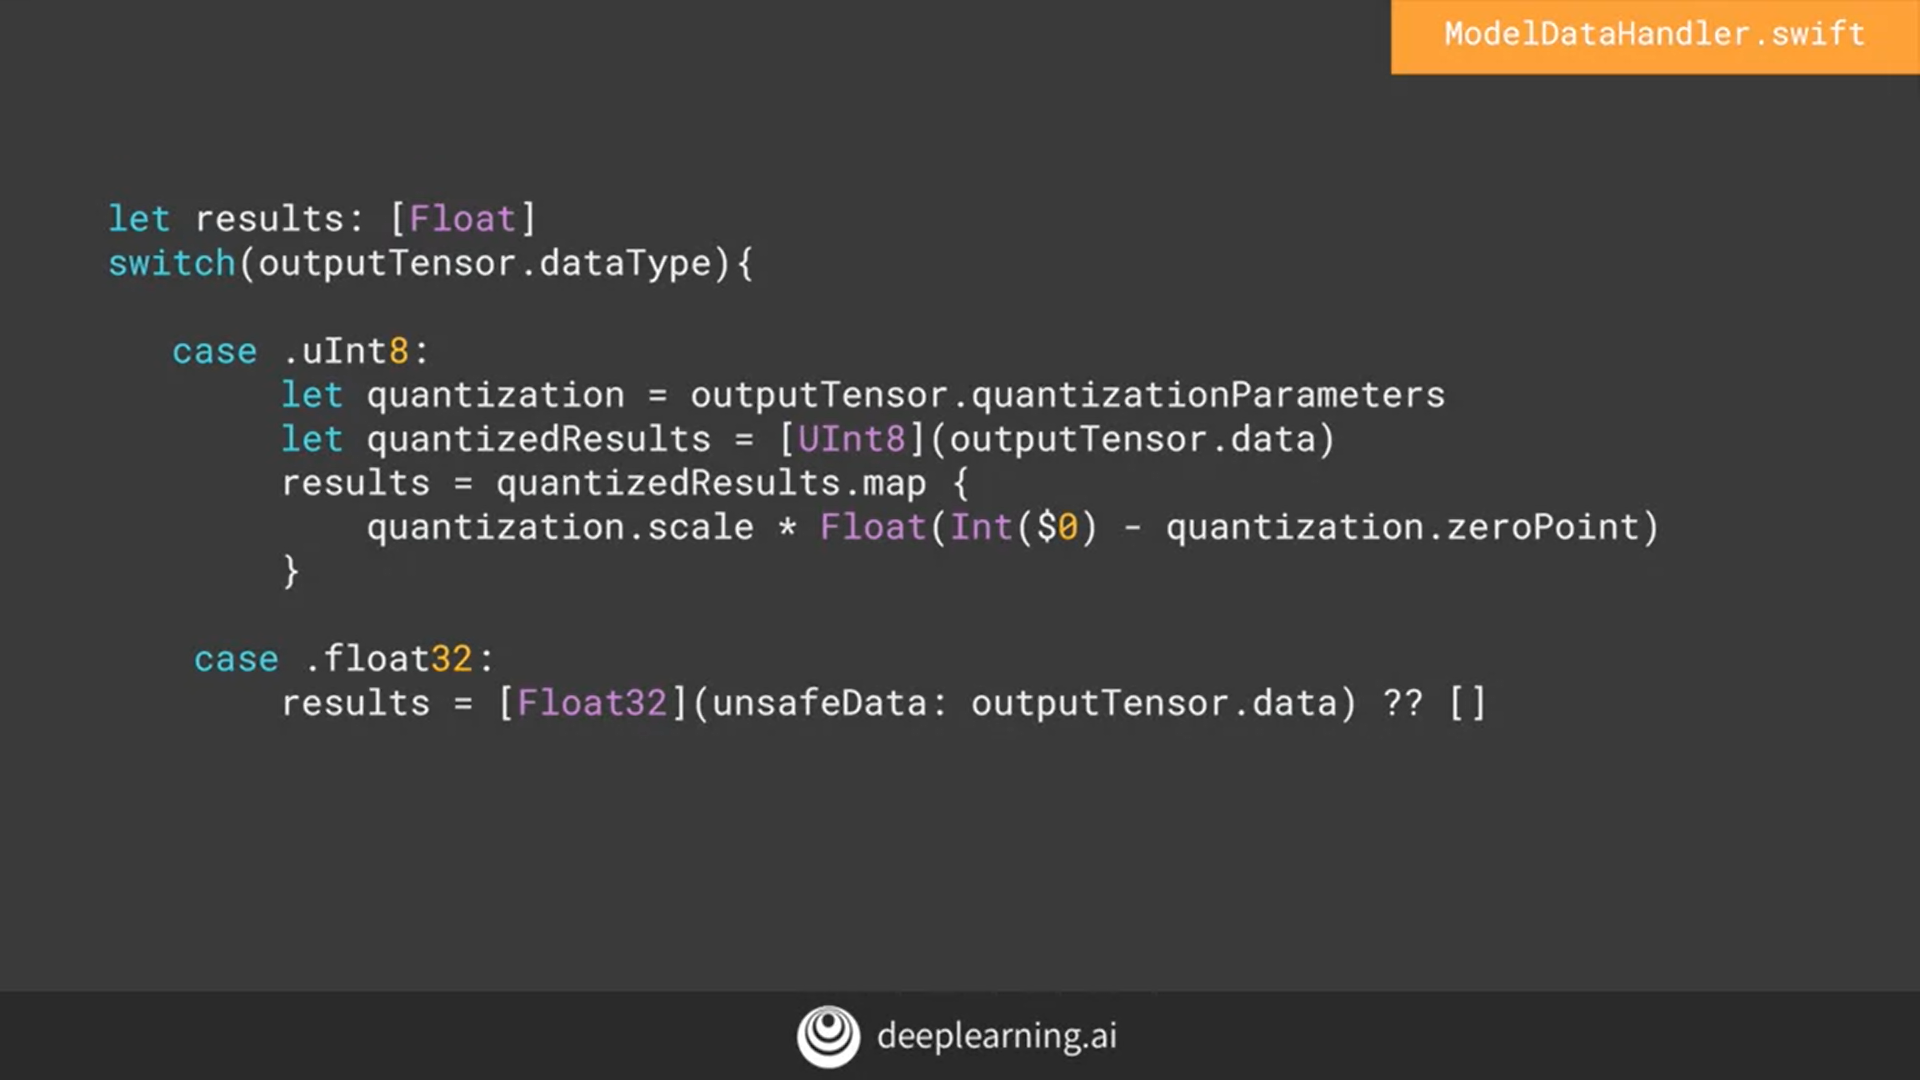 ModelDataHandler.swift
let results: [Float]
switch(outputTensor.dataType){
case .uInt8:
let quantization = outputTensor.quantizationParameters
let quantizedResults = [UInt8](outputTensor.data)
results = quantizedResults.map {
quantization.scale * Float(Int($0) - quantization.zeroPoint)
}
case .float32:
results = [Float32](unsafeData: outputTensor.data) ?? []
deeplearning.ai